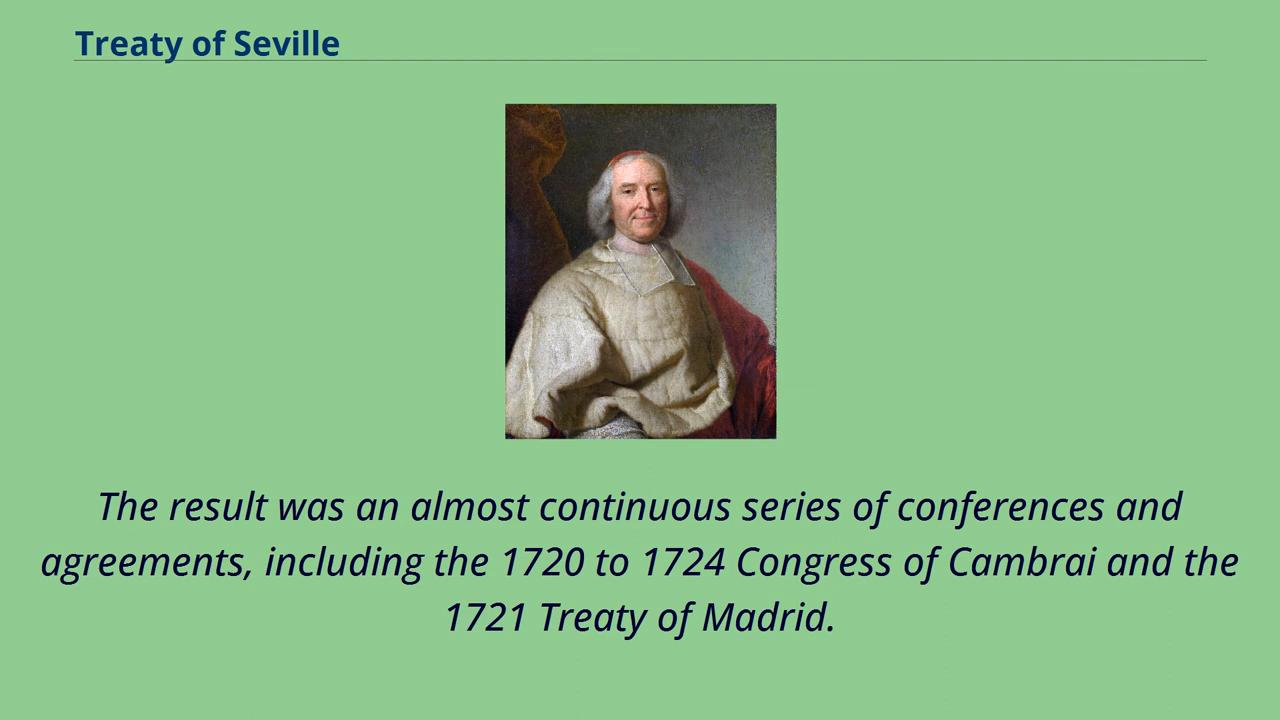 Treaty of Seville
The result was an almost continuous series of conferences and
agreements, including the 1720 to 1724 Congress of Cambrai and the
1721 Treaty of Madrid.